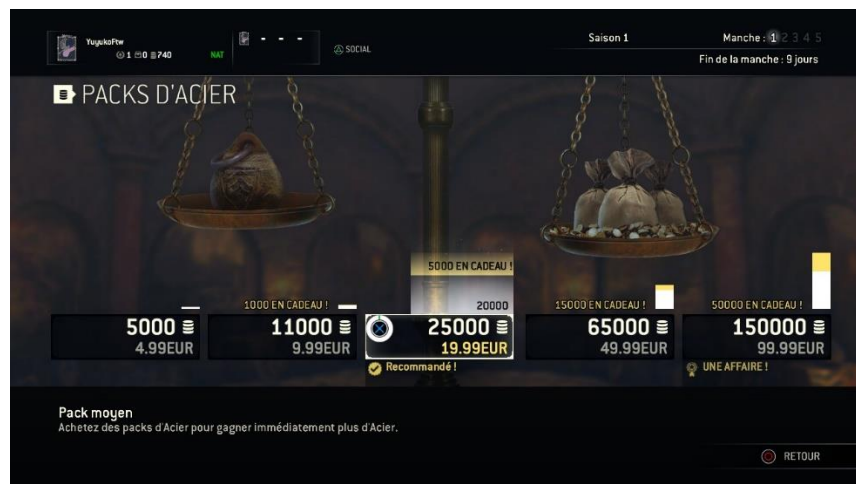 YuyukoFtw
1 0 740 NAT
- - -
SOCIAL
Saison 1
Manche : 1 2 3 4 5
Fin de la manche : 9 jours
PACKS D'ACIER
5000
4.99EUR
1000 EN CADEAU !
11000
9.99EUR
5000 EN CADEAU !
20000
25000
19.99EUR
Recommandé !
15000 EN CADEAU !
65000
49.99EUR
50000 EN CADEAU !
150000
99.99EUR
UNE AFFAIRE !
Pack moyen
Achetez des packs d'Acier pour gagner immédiatement plus d'Acier.
RETOUR